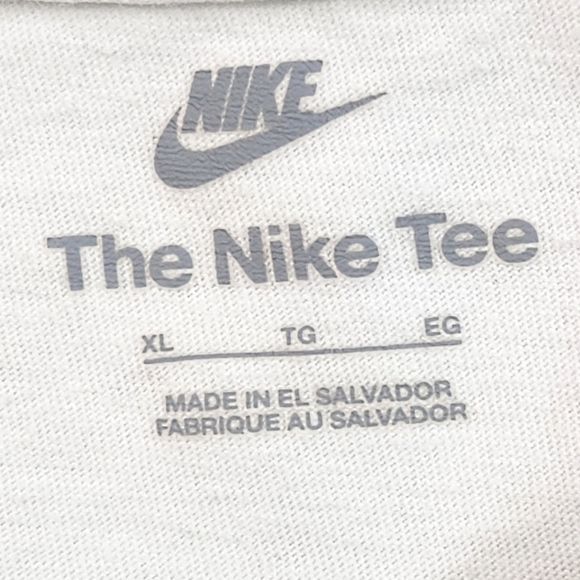 NIKE
The Nike Tee
XL TG EG
MADE IN EL SALVADOR
FABRIQUE AU SALVADOR